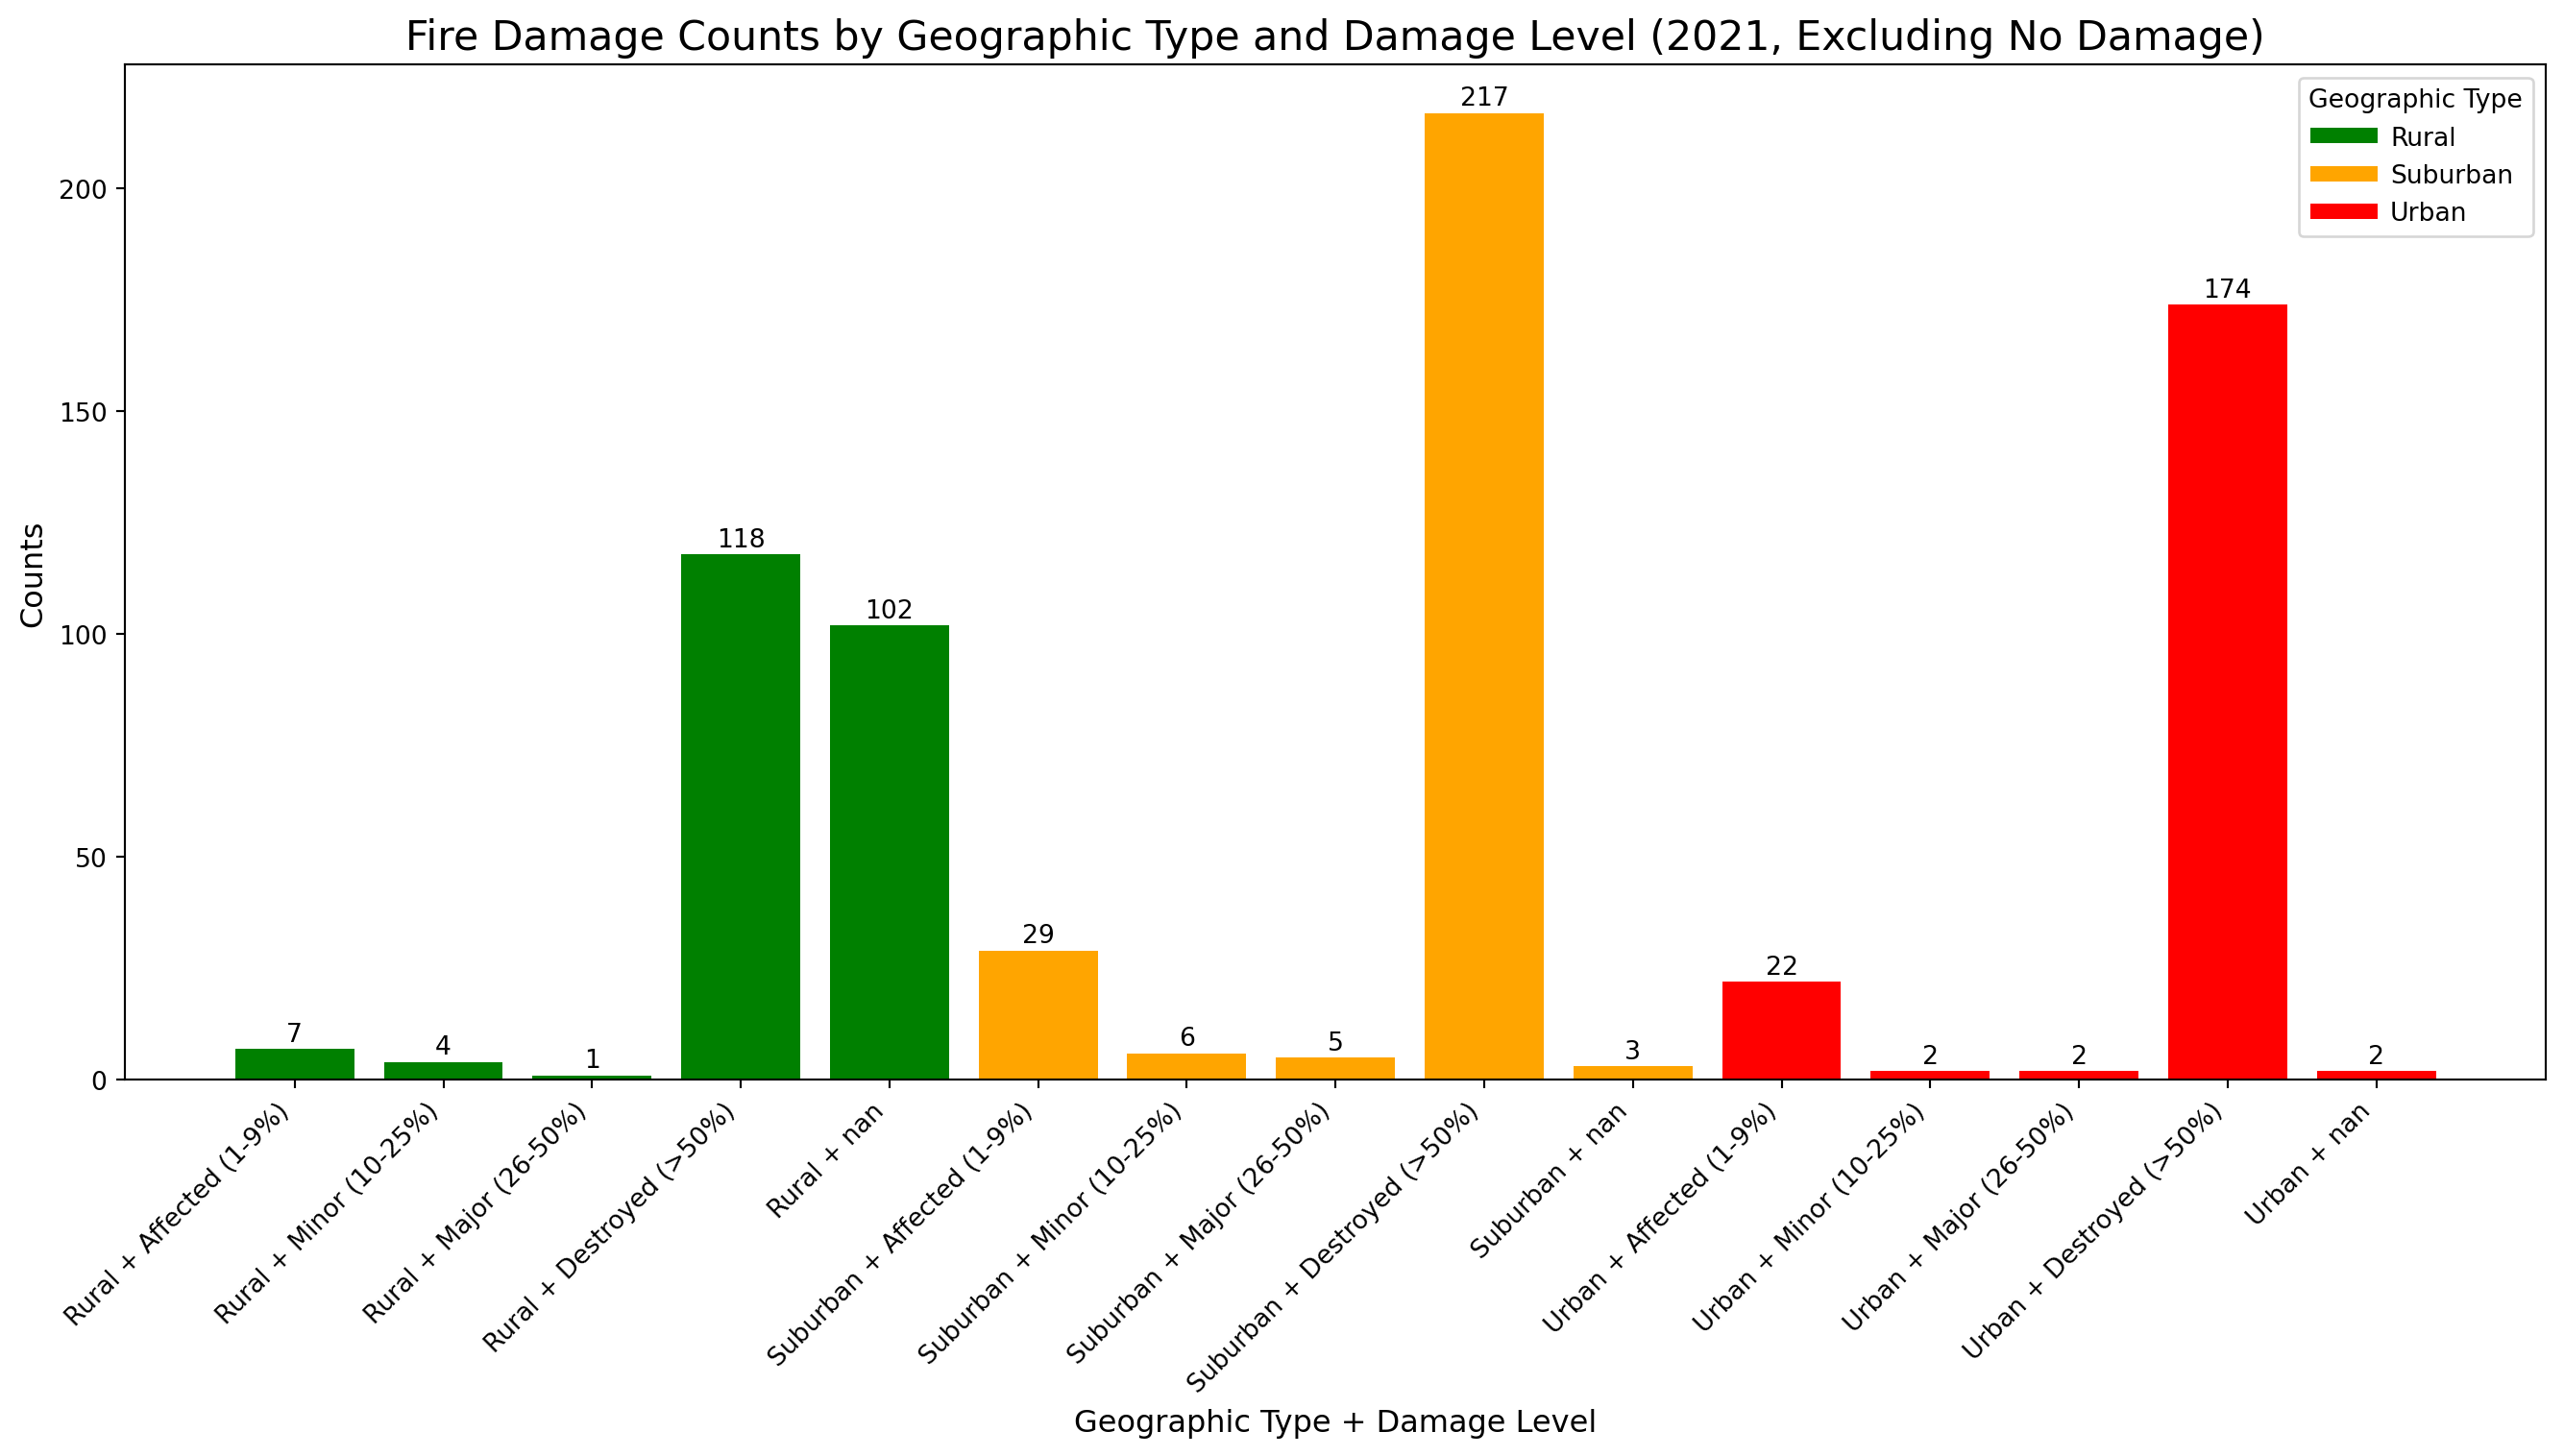 Fire Damage Counts by Geographic Type and Damage Level (2021, Excluding No Damage)
Geographic Type
Rural
Suburban
Urban
Counts
200
150
100
50
0
7
4
1
118
102
29
6
5
217
3
22
2
2
174
2
Rural + Affected (1-9%)
Rural + Minor (10-25%)
Rural + Major (26-50%)
Rural + Destroyed (>50%)
Rural + nan
Suburban + Affected (1-9%)
Suburban + Minor (10-25%)
Suburban + Major (26-50%)
Suburban + Destroyed (>50%)
Suburban + nan
Urban + Affected (1-9%)
Urban + Minor (10-25%)
Urban + Major (26-50%)
Urban + Destroyed (>50%)
Urban + nan
Geographic Type + Damage Level